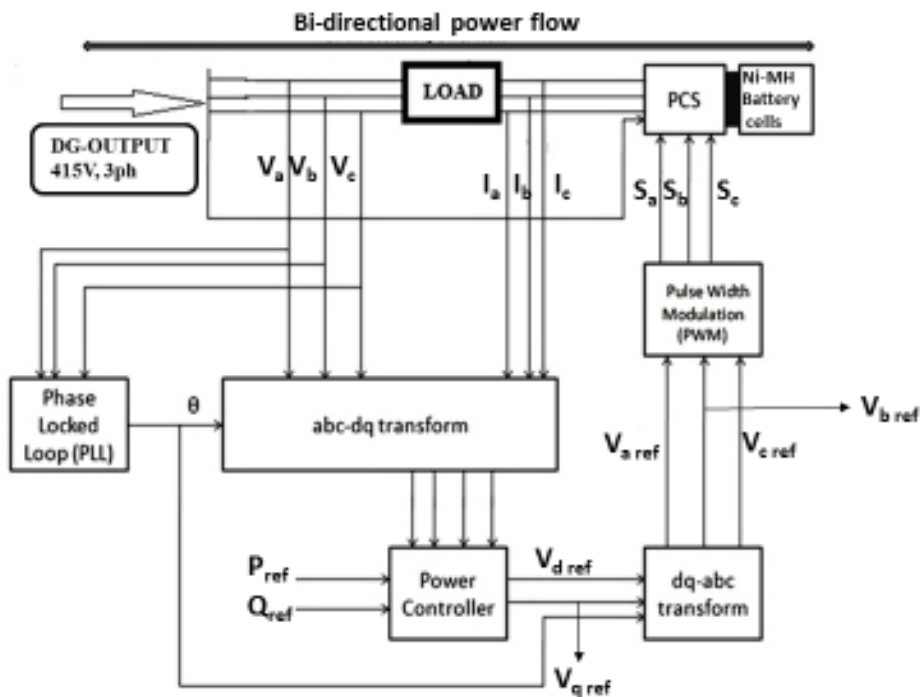 Bi-directional power flow
LOAD
PCS
Ni-MH
Battery
cells
DG-OUTPUT
415V, 3ph
Va Vb Vc
Ia Ib Ic
Sa Sb Sc
Pulse Width
Modulation
(PWM)
Phase
Locked
Loop (PLL)
θ
abc-dq transform
Va ref
Vc ref
Vb ref
Pref
Qref
Power
Controller
Vd ref
dq-abc
transform
Vq ref